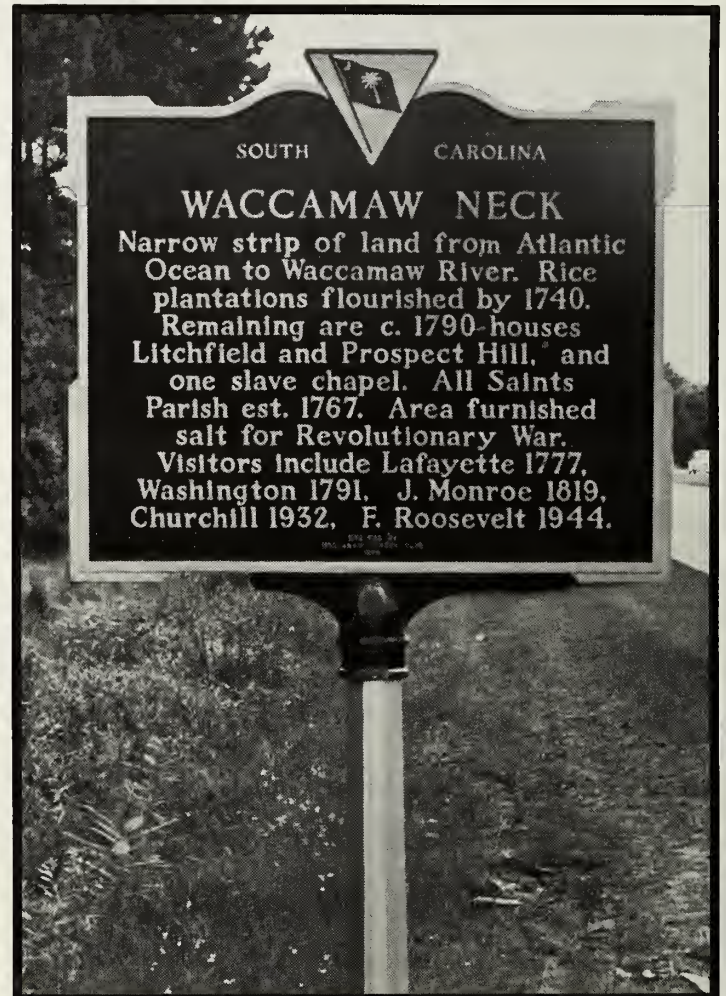 SOUTH CAROLINA
WACCAMAW NECK
Narrow strip of land from Atlantic
Ocean to Waccamaw River. Rice
plantations flourished by 1740.
Remaining are c. 1790 houses
Litchfield and Prospect Hill, and
one slave chapel. All Saints
Parish est. 1767. Area furnished
salt for Revolutionary War.
Visitors include Lafayette 1777,
Washington 1791, J. Monroe 1819,
Churchill 1932, F. Roosevelt 1944.